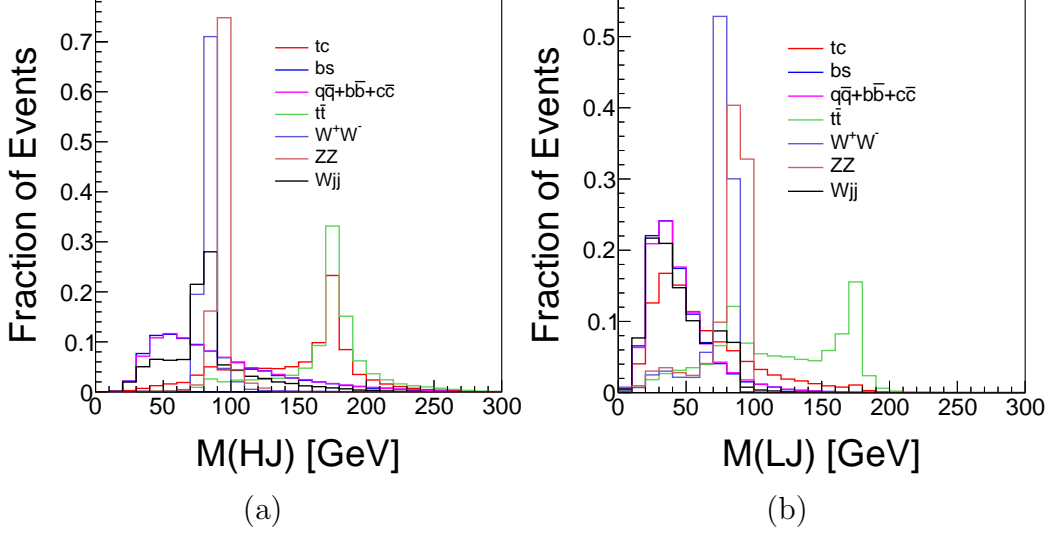 Fraction of Events
0.7
0.6
0.5
0.4
0.3
0.2
0.1
0
0 50 100 150 200 250 300
M(HJ) [GeV]
tc
bs
qq̅+bb̅+cc̅
tt̅
W⁺W⁻
ZZ
Wjj
(a)
Fraction of Events
0.5
0.4
0.3
0.2
0.1
0
0 50 100 150 200 250 300
M(LJ) [GeV]
tc
bs
qq̅+bb̅+cc̅
tt̅
W⁺W⁻
ZZ
Wjj
(b)